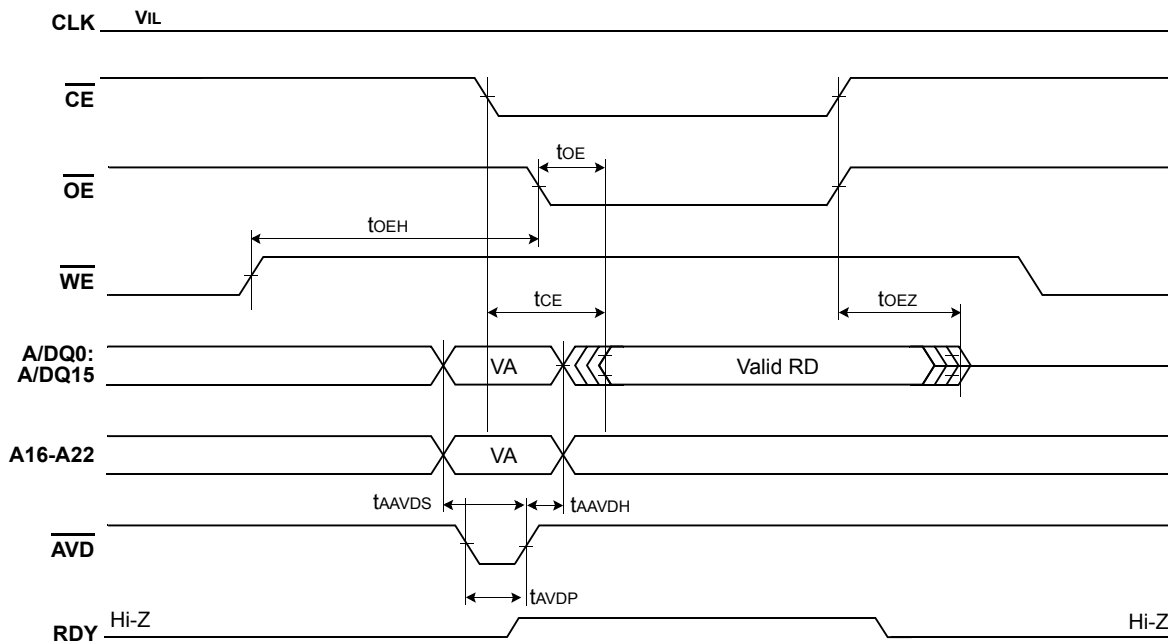 CLK VIL
CE
OE tOE
tOEH
WE
tCE tOEZ
A/DQ0:
A/DQ15 VA Valid RD
A16-A22 VA
tAAVDS tAAVDH
AVD
tAVDP
RDY Hi-Z Hi-Z